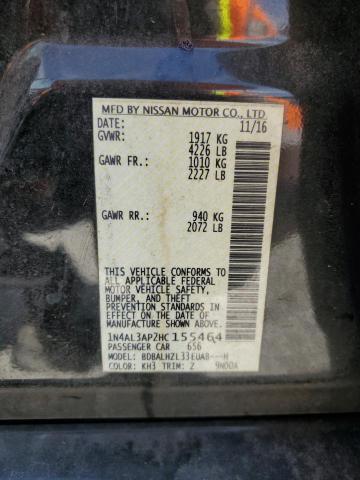 MFD BY NISSAN MOTOR CO., LTD
DATE: 11/16
GVWR: 1917 KG
4226 LB
GAWR FR.: 1010 KG
2227 LB
GAWR RR.: 940 KG
2072 LB
THIS VEHICLE CONFORMS TO
ALL APPLICABLE FEDERAL
MOTOR VEHICLE SAFETY,
BUMPER, AND THEFT
PREVENTION STANDARDS
IN EFFECT ON THE DATE OF
MANUFACTURE SHOWN ABOVE.
1N4AL3AP2HC155464
PASSENGER CAR 656
MODEL: BDBALHZL33EUAB---H
COLOR: KH3 TRIM: Z 9N00A